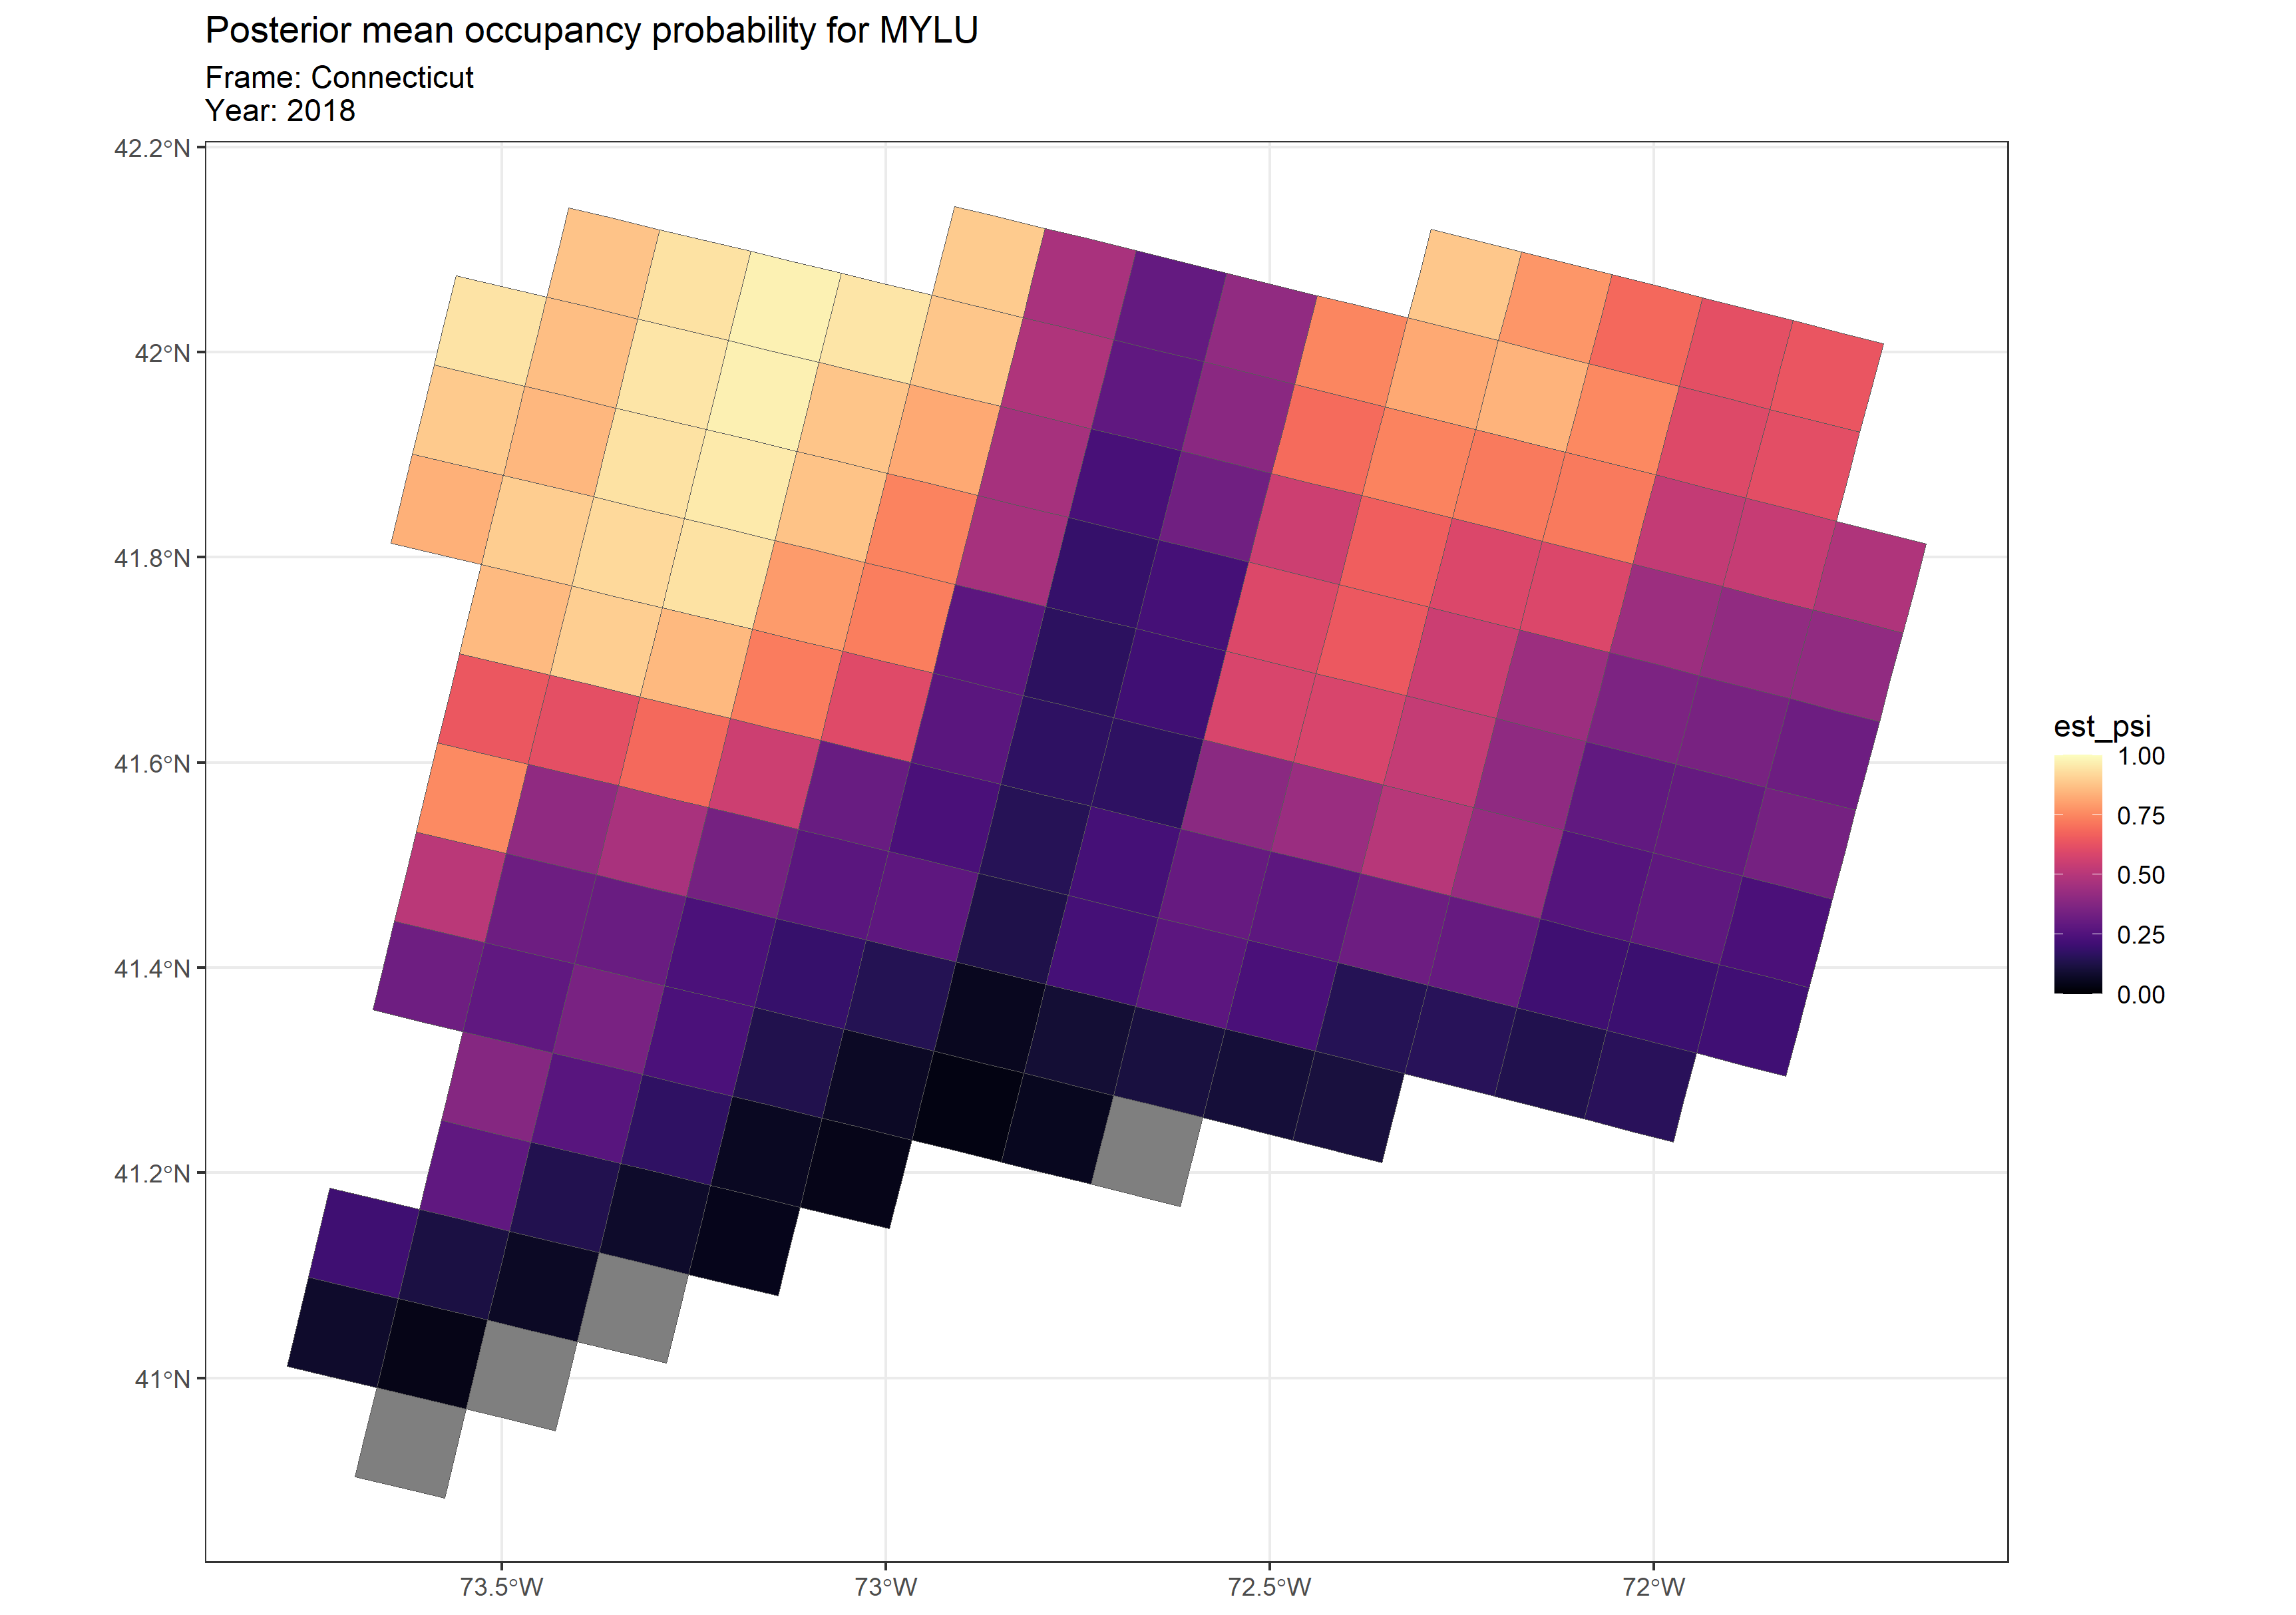 Posterior mean occupancy probability for MYLU
Frame: Connecticut
Year: 2018
42.2°N
42°N
41.8°N
41.6°N
41.4°N
41.2°N
41°N
73.5°W
73°W
72.5°W
72°W
est_psi
1.00
0.75
0.50
0.25
0.00